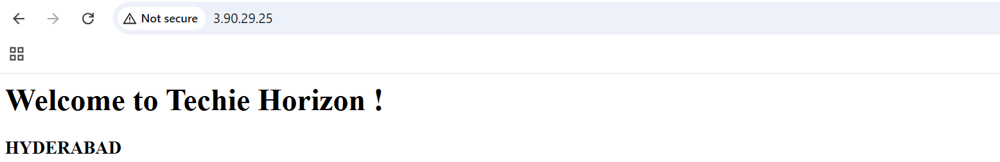 Not secure 3.90.29.25
Welcome to Techie Horizon !
HYDERABAD